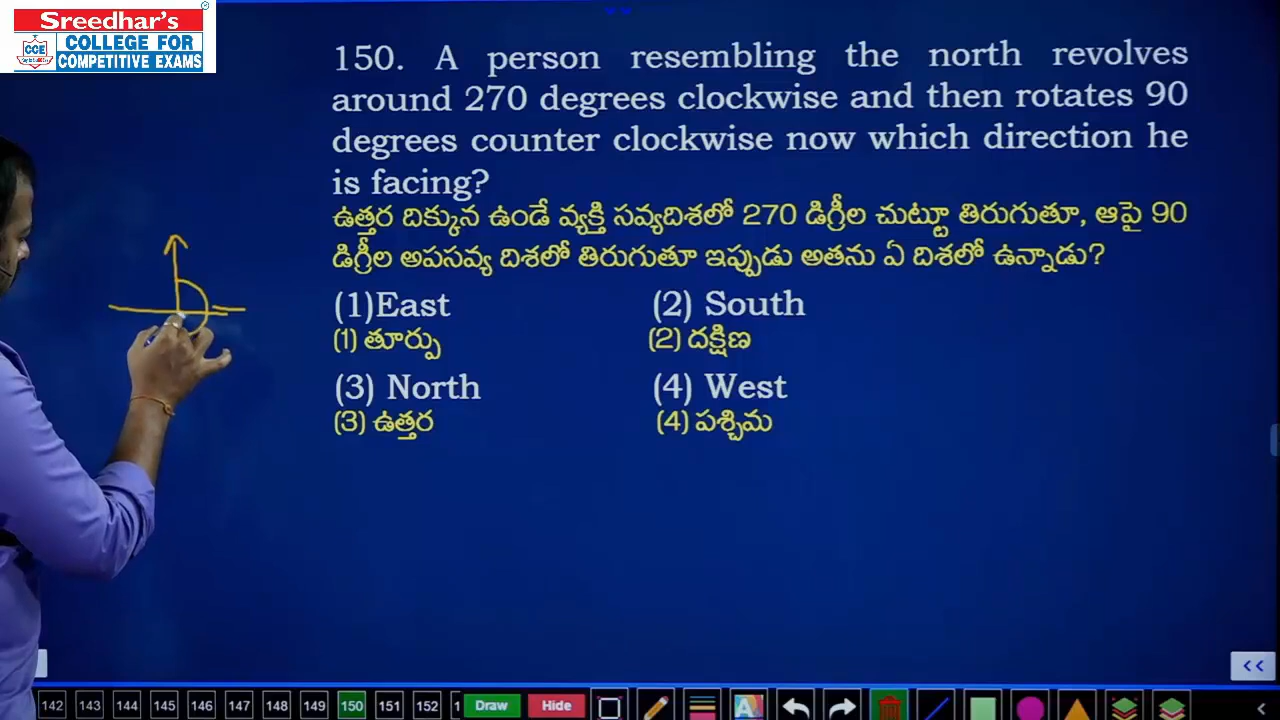 Sreedhar's
CCE
COLLEGE FOR
COMPETITIVE EXAMS
150. A person resembling the north revolves
around 270 degrees clockwise and then rotates 90
degrees counter clockwise now which direction he
is facing?
ఉత్తర దిక్కున ఉండే వ్యక్తి సవ్యదిశలో 270 డిగ్రీల చుట్టూ తిరుగుతూ, ఆపై 90
డిగ్రీల అపసవ్య దిశలో తిరుగుతూ ఇప్పుడు అతను ఏ దిశలో ఉన్నాడు?
(1)East (2) South
(1) తూర్పు (2) దక్షిణ
(3) North (4) West
(3) ఉత్తర (4) పశ్చిమ
<<
142 143 144 145 146 147 148 149 150 151 152 1 Draw Hide A <